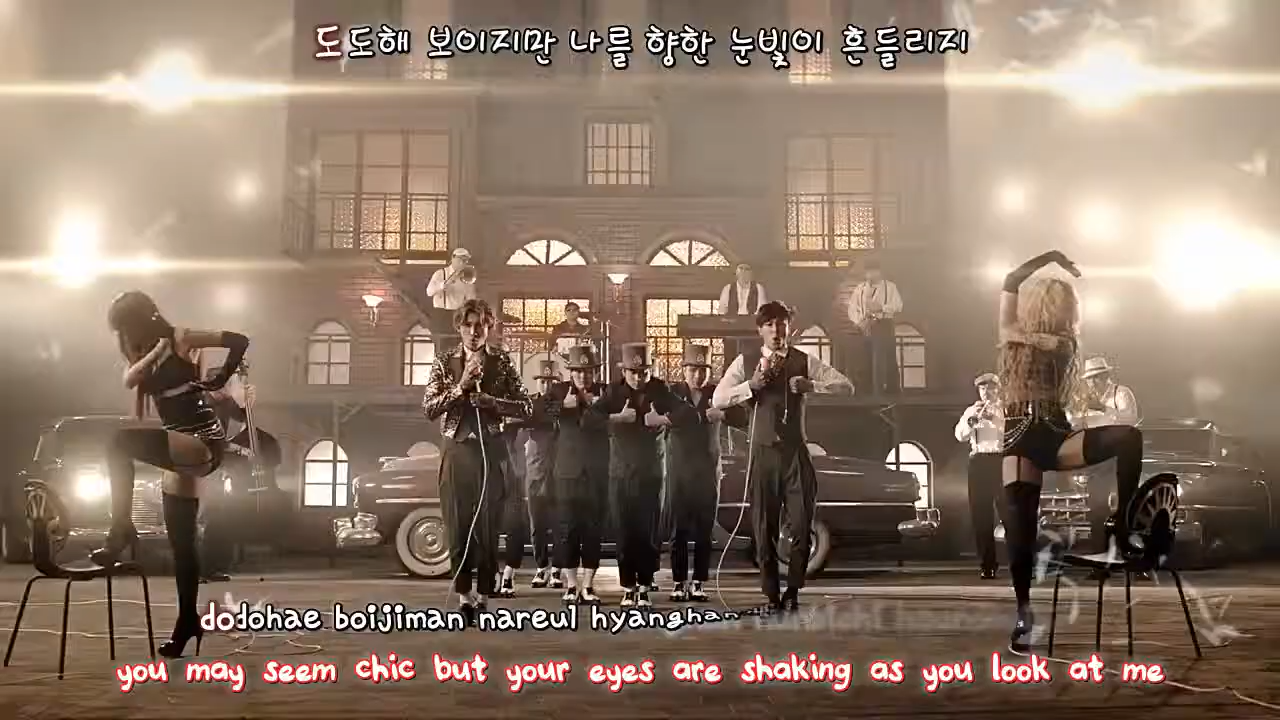 도도해 보이지만 나를 향한 눈빛이 흔들리지
dodohae boijiman nareul hyanghan
you may seem chic but your eyes are shaking as you look at me